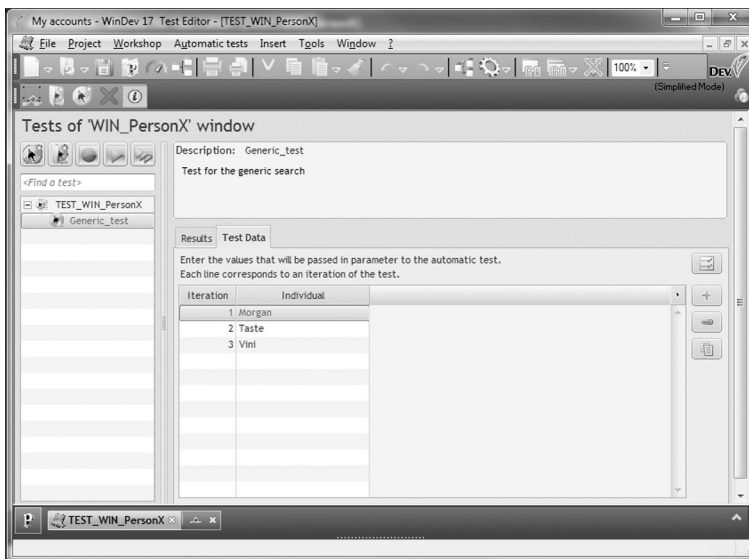 My accounts - WinDev 17  Test Editor - [TEST_WIN_PersonX]
File Project Workshop Automatic tests Insert Tools Window ?
100%
DEV.
(Simplified Mode)
Tests of 'WIN_PersonX' window
<Find a test>
TEST_WIN_PersonX
Generic_test
Description: Generic_test
Test for the generic search
Results Test Data
Enter the values that will be passed in parameter to the automatic test.
Each line corresponds to an iteration of the test.
Iteration Individual
1 Morgan
2 Taste
3 Vini
TEST_WIN_PersonX